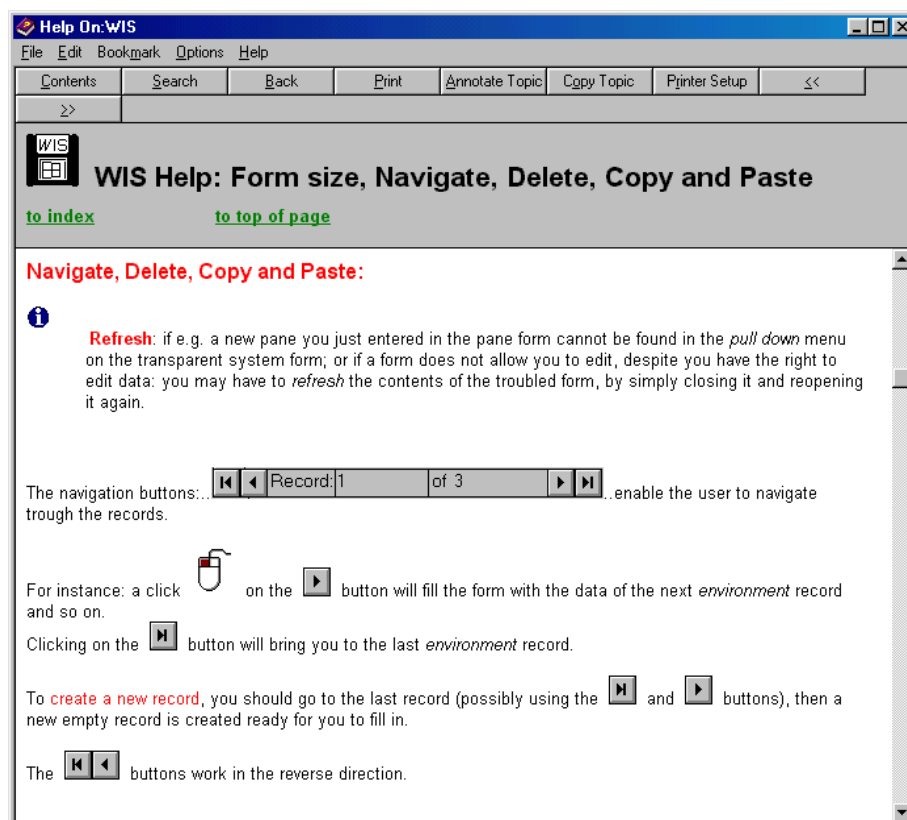 Help On:WIS
File Edit Bookmark Options Help
Contents Search Back Print Annotate Topic Copy Topic Printer Setup <<
>>
WIS
WIS Help: Form size, Navigate, Delete, Copy and Paste
to index to top of page
Navigate, Delete, Copy and Paste:
Refresh: if e.g. a new pane you just entered in the pane form cannot be found in the pull down menu
on the transparent system form; or if a form does not allow you to edit, despite you have the right to
edit data: you may have to refresh the contents of the troubled form, by simply closing it and reopening
it again.
The navigation buttons:.. Record: 1 of 3 ..enable the user to navigate
trough the records.
For instance: a click on the button will fill the form with the data of the next environment record
and so on.
Clicking on the button will bring you to the last environment record.
To create a new record, you should go to the last record (possibly using the and buttons), then a
new empty record is created ready for you to fill in.
The buttons work in the reverse direction.